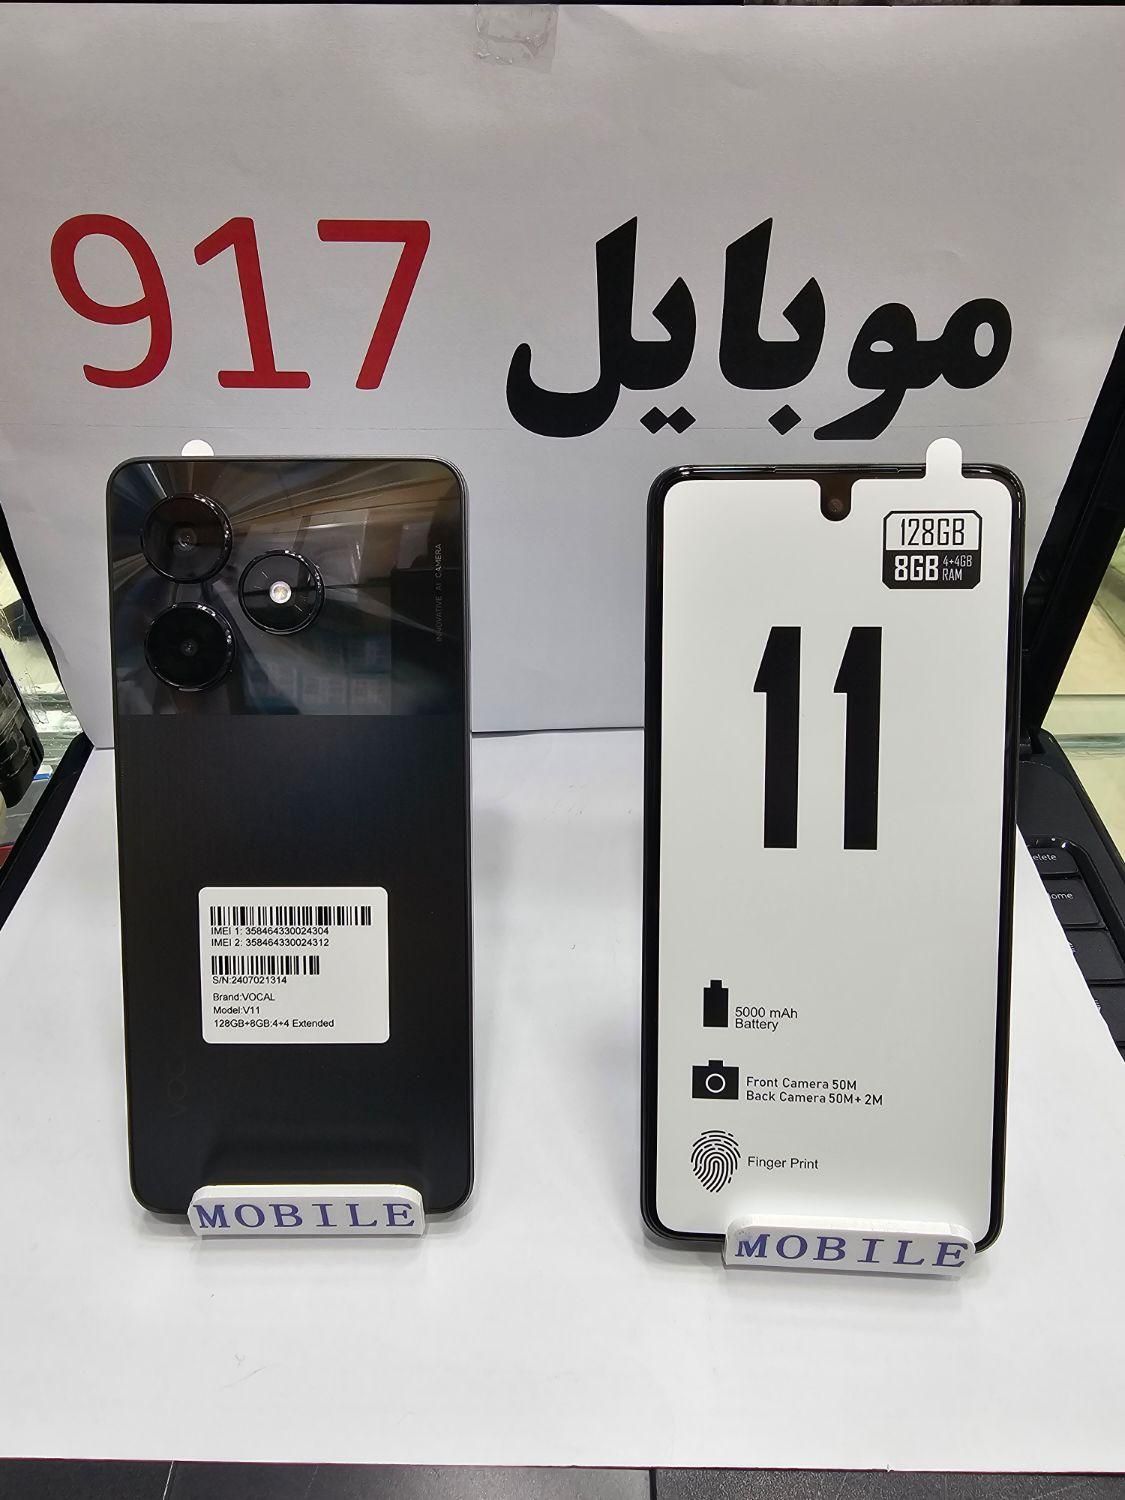 موبایل 917
INNOVATIVE AI CAMERA
IMEI 1: 358464330024304
IMEI 2: 358464330024312
S/N:2407021314
Brand:VOCAL
Model:V11
128GB+8GB:4+4 Extended
MOBILE
128GB
8GB 4+4GB RAM
11
5000 mAh
Battery
Front Camera 50M
Back Camera 50M+ 2M
Finger Print
MOBILE